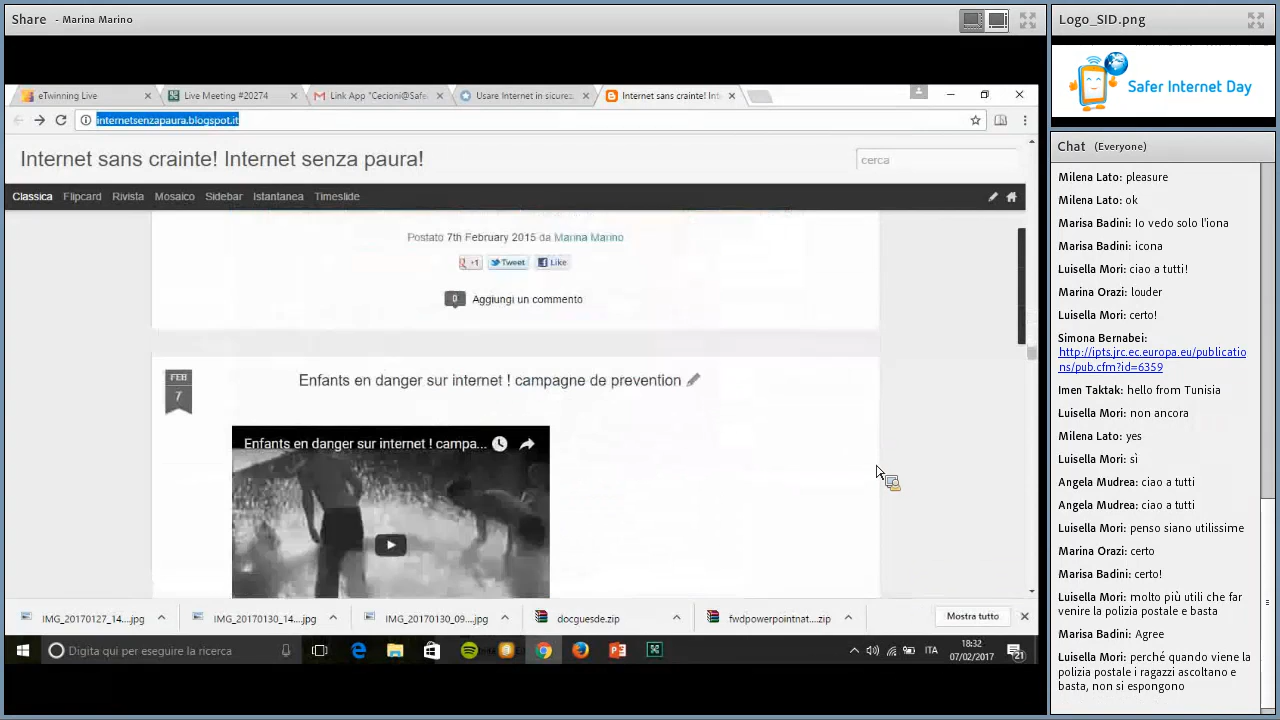 Share - Marina Marino
Logo_SID.png
eTwinning Live
Live Meeting #20274
Link App "Cecioni@Safe
Usare Internet in sicurez
Internet sans crainte! Int
internetsenzapaura.blogspot.it
Internet sans crainte! Internet senza paura!
cerca
Classica Flipcard Rivista Mosaico Sidebar Istantanea Timeslide
Postato 7th February 2015 da Marina Marino
+1 Tweet Like
0 Aggiungi un commento
FEB
7
Enfants en danger sur internet ! campagne de prevention
Enfants en danger sur internet ! campa...
IMG_20170127_14....jpg
IMG_20170130_14....jpg
IMG_20170130_09....jpg
docguesde.zip
fwdpowerpointnat....zip
Mostra tutto
Digita qui per eseguire la ricerca
ITA
18:32
07/02/2017
21
Safer Internet Day
Chat (Everyone)
Milena Lato: pleasure
Milena Lato: ok
Marisa Badini: Io vedo solo l'iona
Marisa Badini: icona
Luisella Mori: ciao a tutti!
Marina Orazi: louder
Luisella Mori: certo!
Simona Bernabei:
http://ipts.jrc.ec.europa.eu/publicatio
ns/pub.cfm?id=6359
Imen Taktak: hello from Tunisia
Luisella Mori: non ancora
Milena Lato: yes
Luisella Mori: sì
Angela Mudrea: ciao a tutti
Angela Mudrea: ciao a tutti
Luisella Mori: penso siano utilissime
Marina Orazi: certo
Marisa Badini: certo!
Luisella Mori: molto più utili che far
venire la polizia postale e basta
Marisa Badini: Agree
Luisella Mori: perché quando viene la
polizia postale i ragazzi ascoltano e
basta, non si espongono